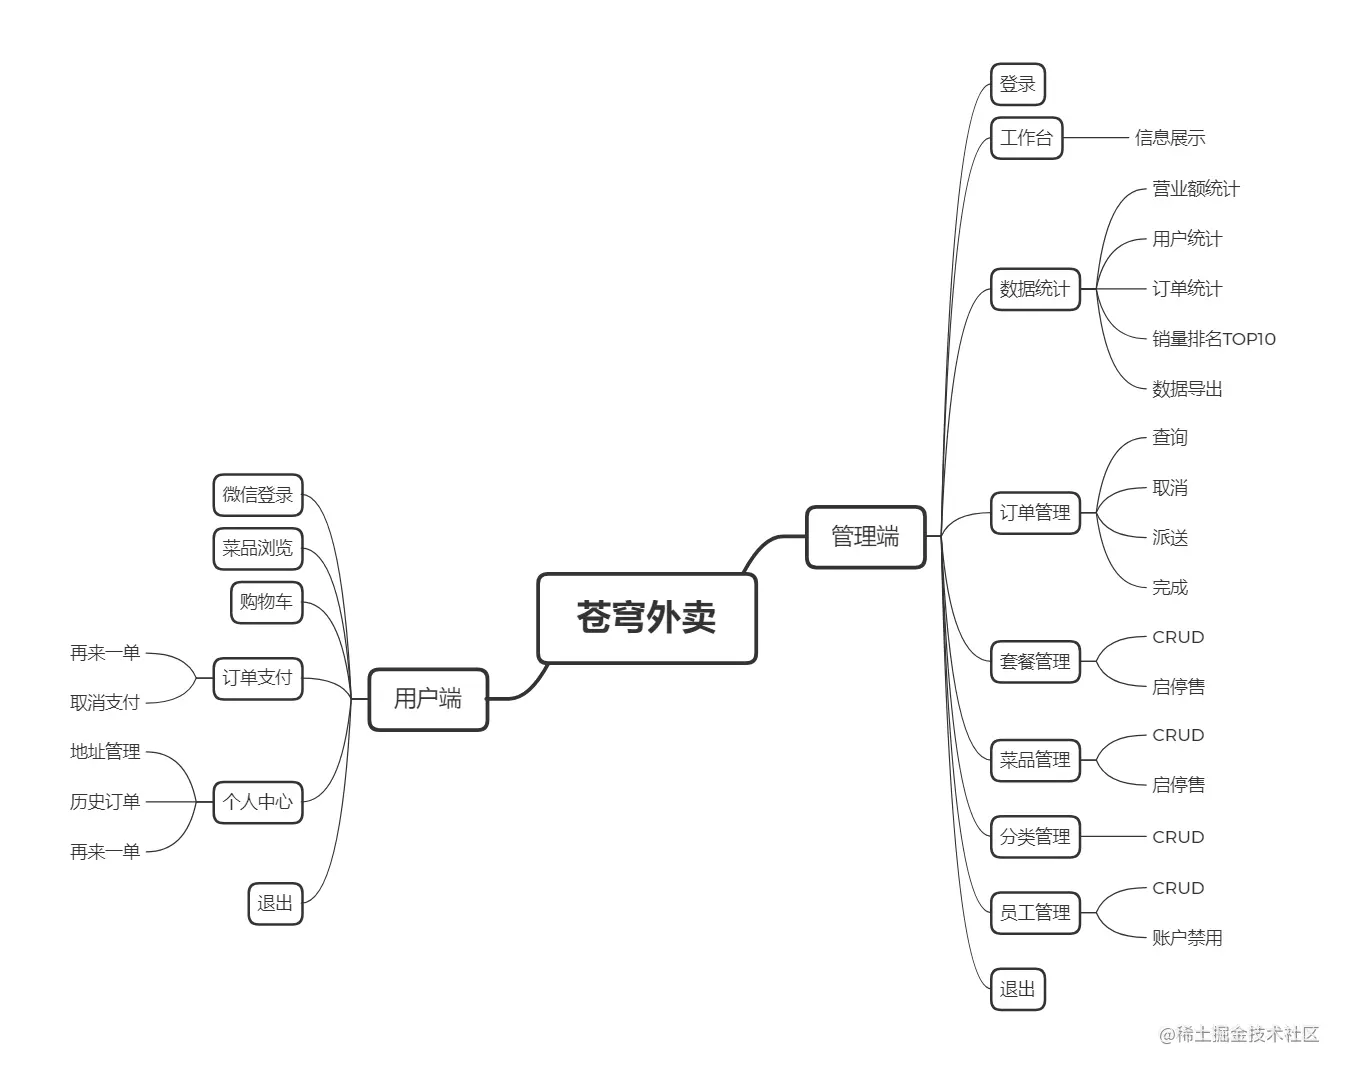 苍穹外卖
管理端
登录
工作台
信息展示
数据统计
营业额统计
用户统计
订单统计
销量排名TOP10
数据导出
订单管理
查询
取消
派送
完成
套餐管理
CRUD
启停售
菜品管理
CRUD
启停售
分类管理
CRUD
员工管理
CRUD
账户禁用
退出
用户端
微信登录
菜品浏览
购物车
订单支付
再来一单
取消支付
个人中心
地址管理
历史订单
再来一单
退出
@稀土掘金技术社区